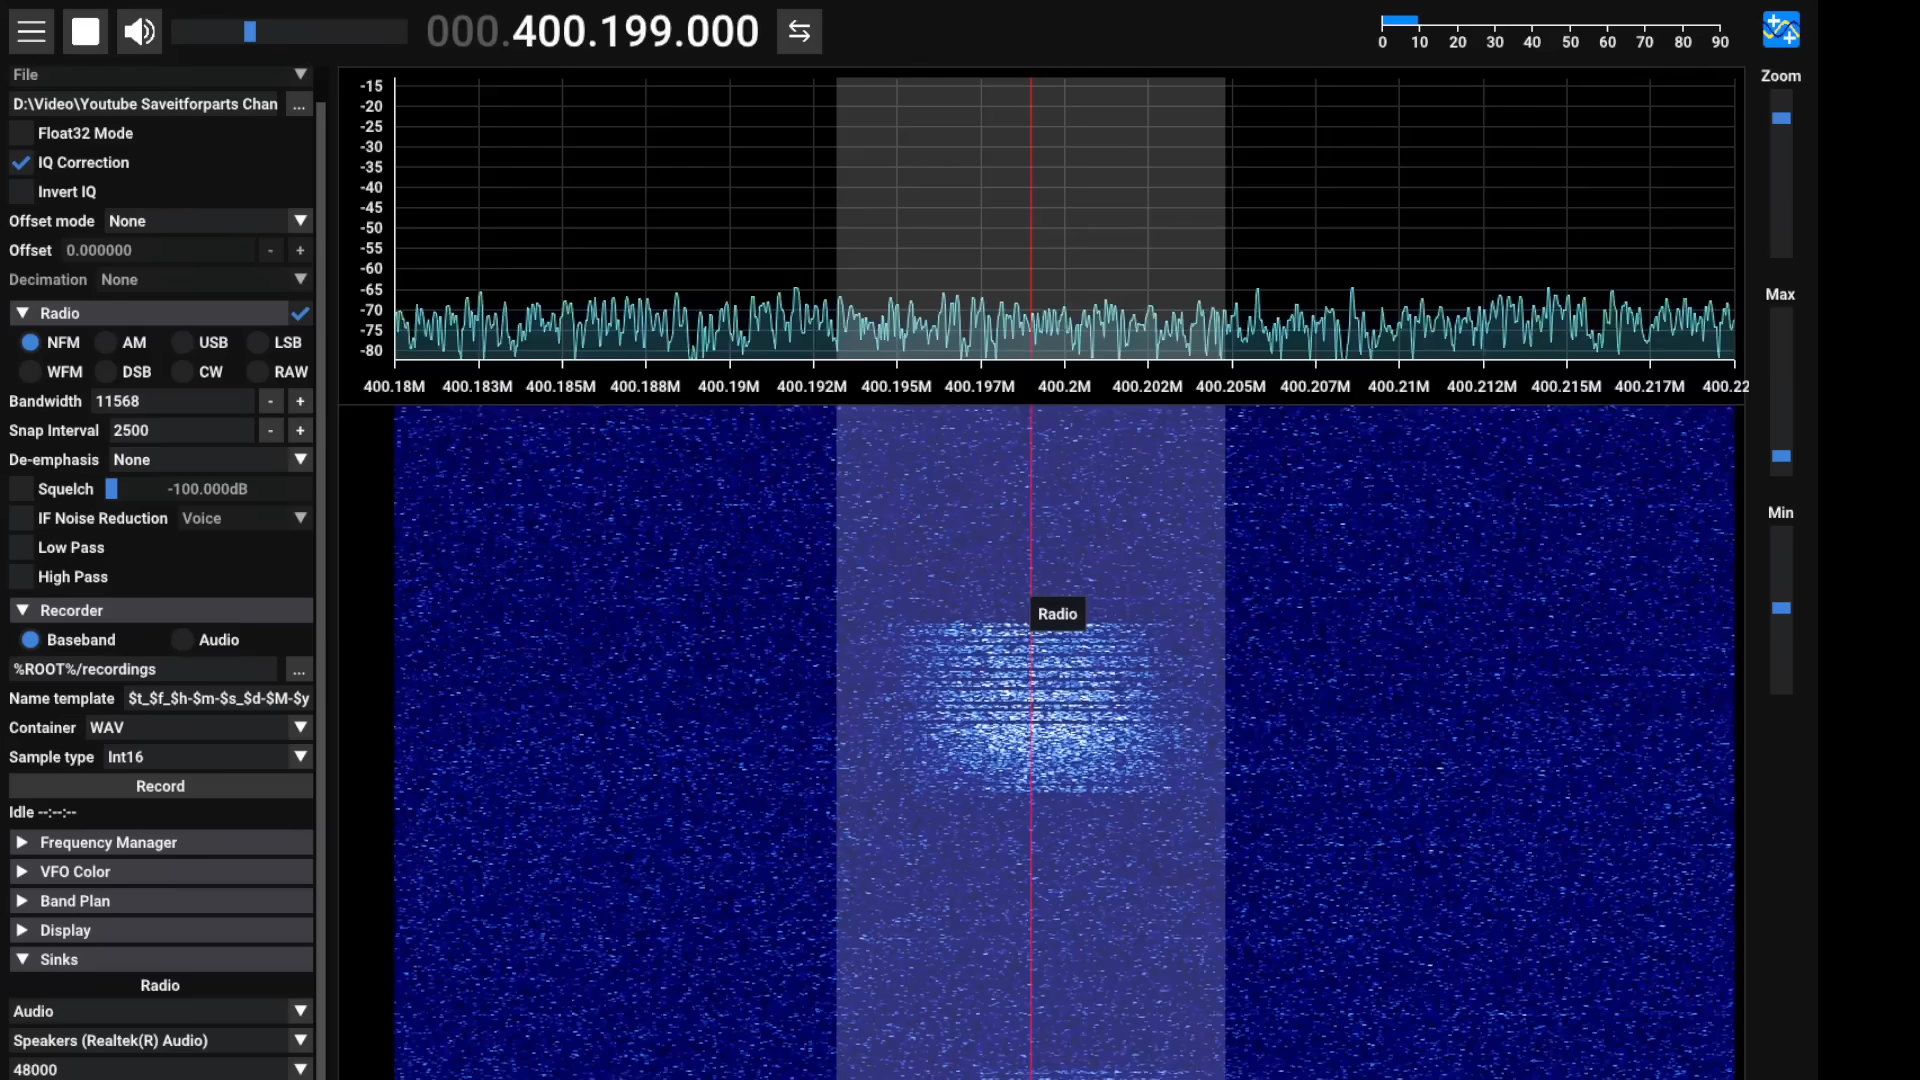 000.400.199.000
0 10 20 30 40 50 60 70 80 90
File
D:\Video\Youtube Saveitforparts Chan ...
Float32 Mode
IQ Correction
Invert IQ
Offset mode None
Offset 0.000000 - +
Decimation None
Radio
NFM AM USB LSB
WFM DSB CW RAW
Bandwidth 11568 - +
Snap Interval 2500 - +
De-emphasis None
Squelch -100.000dB
IF Noise Reduction Voice
Low Pass
High Pass
Recorder
Baseband Audio
%ROOT%/recordings ...
Name template $t_$f_$h-$m-$s_$d-$M-$y
Container WAV
Sample type Int16
Record
Idle --:--:--
Frequency Manager
VFO Color
Band Plan
Display
Sinks
Radio
Audio
Speakers (Realtek(R) Audio)
48000
-15
-20
-25
-30
-35
-40
-45
-50
-55
-60
-65
-70
-75
-80
400.18M 400.183M 400.185M 400.188M 400.19M 400.192M 400.195M 400.197M 400.2M 400.202M 400.205M 400.207M 400.21M 400.212M 400.215M 400.217M 400.22
Radio
Zoom
Max
Min